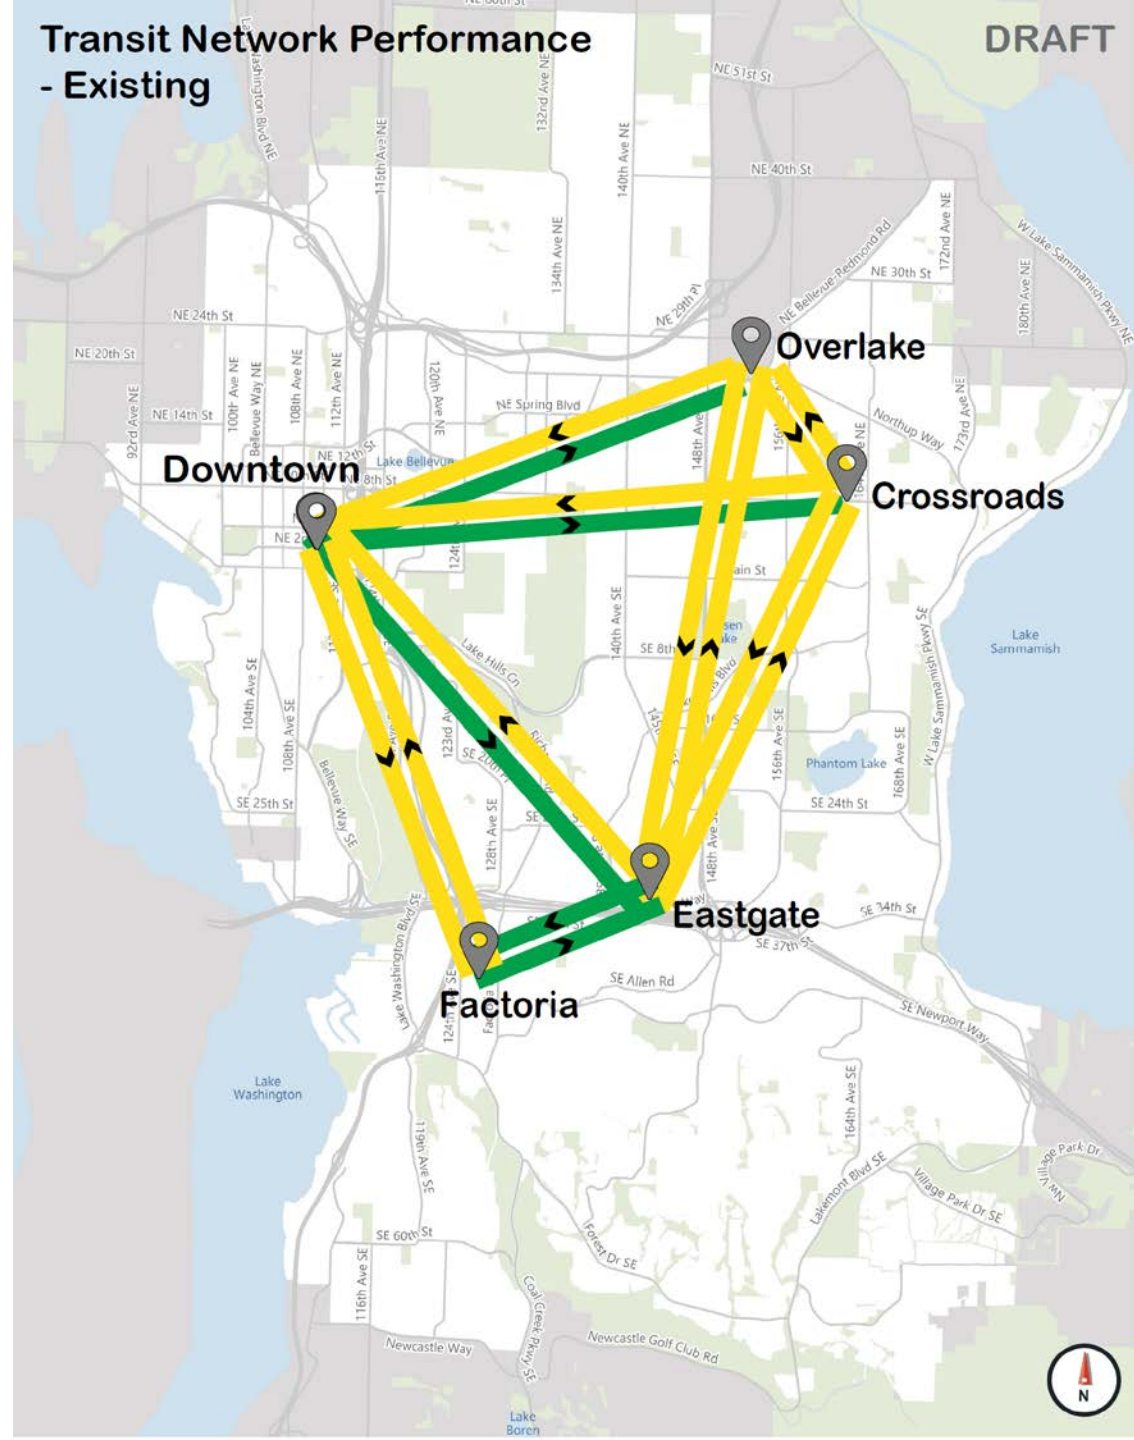 Transit Network Performance
- Existing
DRAFT
132nd Ave NE
NE 51st St
116th Ave NE
140th Ave NE
NE 40th St
172nd Ave NE
W Lake Sammamish Pkwy NE
134th Ave NE
NE Bellevue-Redmond Rd
NE 30th St
180th Ave NE
NE 29th Pl
NE 24th St
NE 20th St
Overlake
92nd Ave NE
100th Ave NE
Bellevue Way NE
108th Ave NE
112th Ave NE
120th Ave NE
NE Spring Blvd
NE 14th St
148th Ave
Northup Way
173rd Ave NE
NE 12th St
Lake Bellevue
Downtown
8th St
Crossroads
140th Ave SE
SE 8th
Lake Hills Cn
Lake
Sammamish
W Lake Sammamish Pkwy SE
104th Ave SE
108th Ave SE
156th Ave SE
Phantom Lake
168th Ave SE
SE 25th St
SE 24th St
Bellevue Way SE
128th Ave SE
148th Ave SE
Eastgate
SE 34th St
SE 37th St
Lake Washington Blvd SE
SE Allen Rd
Factoria
124th Ave SE
SE Newport Way
Lake
Washington
164th Ave SE
119th Ave SE
Lakemont Blvd SE
Village Park Dr SE
NW Village Park Dr
SE 60th St
Forest Dr SE
116th Ave SE
Coal Creek Pkwy SE
Newcastle Way
Newcastle Golf Club Rd
Lake
Boren
N